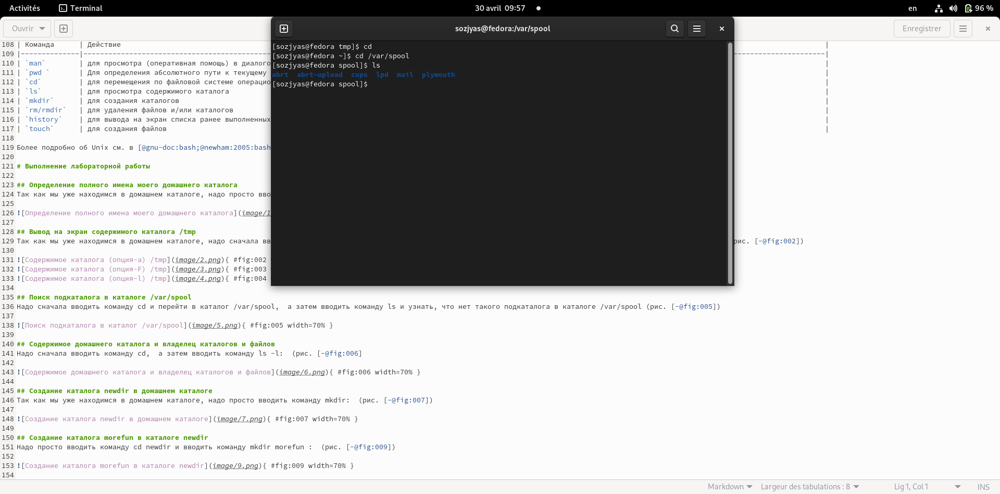 Activités Terminal 30 avril 09:57 en 96 %
Ouvrir Enregistrer
sozjyas@fedora:/var/spool
[sozjyas@fedora tmp]$ cd
[sozjyas@fedora ~]$ cd /var/spool
[sozjyas@fedora spool]$ ls
abrt abrt-upload cups lpd mail plymouth
[sozjyas@fedora spool]$
108 | Команда | Действие |
109 |--------------|---------------------------------------------|
110 | `man` | для просмотра (оперативная помощь) в диалого |
111 | `pwd ` | Для определения абсолютного пути к текущему |
112 | `cd` | для перемещения по файловой системе операцио |
113 | `ls` | для просмотра содержимого каталога |
114 | `mkdir` | для создания каталогов |
115 | `rm/rmdir` | для удаления файлов и/или каталогов |
116 | `history` | для вывода на экран списка ранее выполненных |
117 | `touch` | для создания файлов |
118
119 Более подробно об Unix см. в [@gnu-doc:bash;@newham:2005:bash
120
121 # Выполнение лабораторной работы
122
123 ## Определение полного имена моего домашнего каталога
124 Так как мы уже находимся в домашнем каталоге, надо просто вво
125
126 ![Определение полного имена моего домашнего каталога](image/1
127
128 ## Вывод на экран содержимого каталога /tmp
129 Так как мы уже находимся в домашнем каталоге, надо сначала вв рис. [-@fig:002])
130
131 ![Содержимое каталога (опция-a) /tmp](image/2.png){ #fig:002
132 ![Содержимое каталога (опция-F) /tmp](image/3.png){ #fig:003
133 ![Содержимое каталога (опция-l) /tmp](image/4.png){ #fig:004
134
135 ## Поиск подкаталога в каталоге /var/spool
136 Надо сначала вводить команду cd и перейти в каталог /var/spool,  а затем вводить команду ls и узнать, что нет такого подкаталога в каталоге /var/spool (рис. [-@fig:005])
137
138 ![Поиск подкаталога в каталог /var/spool](image/5.png){ #fig:005 width=70% }
139
140 ## Содержимое домашнего каталога и владелец каталогов и файлов
141 Надо сначала вводить команду cd,  а затем вводить команду ls -l:  (рис. [-@fig:006]
142
143 ![Содержимое домашнего каталога и владелец каталогов и файлов](image/6.png){ #fig:006 width=70% }
144
145 ## Создание каталога newdir в домашнем каталоге
146 Так как мы уже находимся в домашнем каталоге, надо просто вводить команду mkdir:  (рис. [-@fig:007])
147
148 ![Создание каталога newdir в домашнем каталоге](image/7.png){ #fig:007 width=70% }
149
150 ## Создание каталога morefun в каталоге newdir
151 Надо просто вводить команду cd newdir и вводить команду mkdir morefun :  (рис. [-@fig:009])
152
153 ![Создание каталога morefun в каталоге newdir](image/9.png){ #fig:009 width=70% }
154
Markdown Largeur des tabulations : 8 Lig 1, Col 1 INS